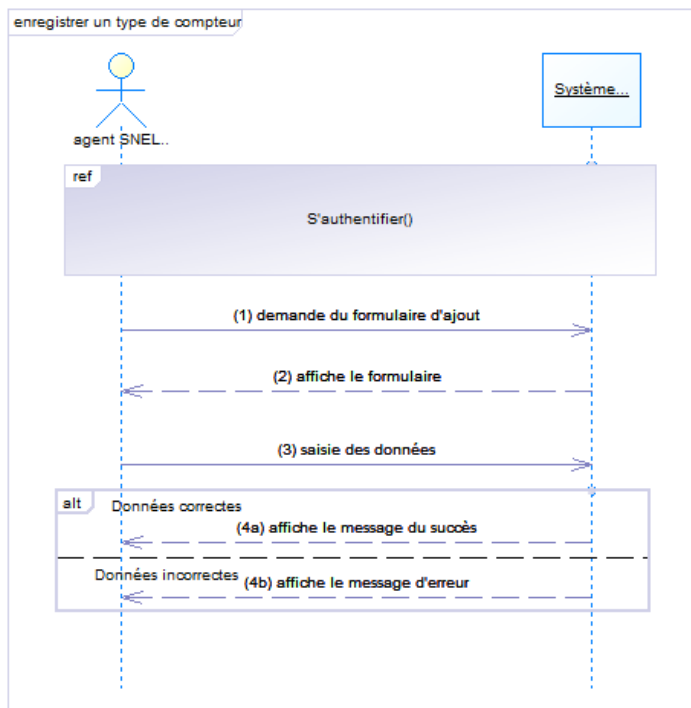 enregistrer un type de compteur
agent SNEL..
Système...
ref
S'authentifier()
(1) demande du formulaire d'ajout
(2) affiche le formulaire
(3) saisie des données
alt
Données correctes
(4a) affiche le message du succès
Données incorrectes
(4b) affiche le message d'erreur